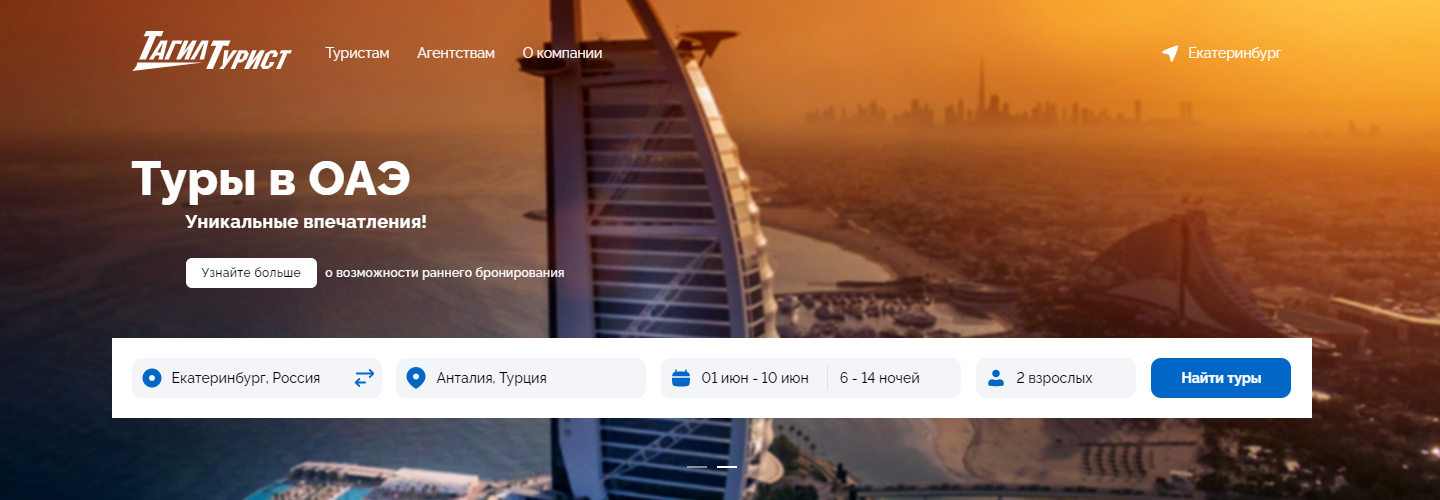 ТАГИЛТУРИСТ
Туристам Агентствам О компании Екатеринбург
Туры в ОАЭ
Уникальные впечатления!
Узнайте больше о возможности раннего бронирования
Екатеринбург, Россия Анталия, Турция 01 июн - 10 июн 6 - 14 ночей 2 взрослых Найти туры